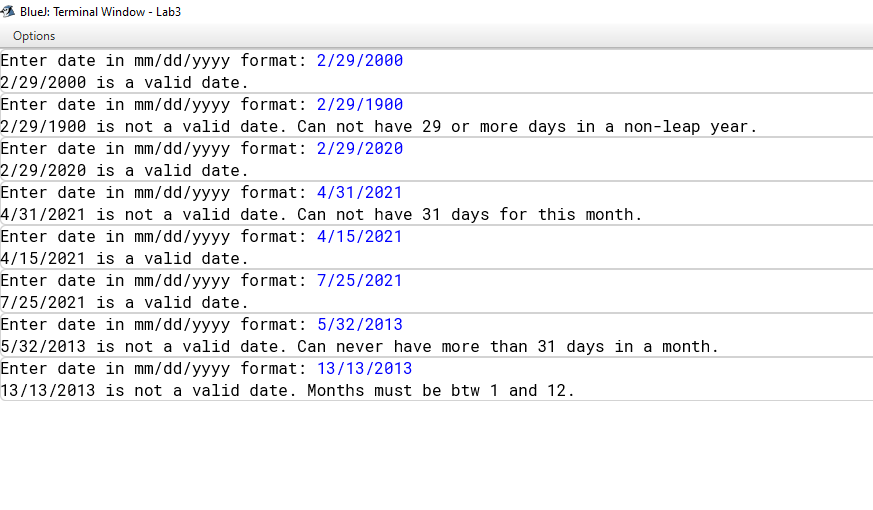 BlueJ: Terminal Window - Lab3
Options
Enter date in mm/dd/yyyy format: 2/29/2000
2/29/2000 is a valid date.
Enter date in mm/dd/yyyy format: 2/29/1900
2/29/1900 is not a valid date. Can not have 29 or more days in a non-leap year.
Enter date in mm/dd/yyyy format: 2/29/2020
2/29/2020 is a valid date.
Enter date in mm/dd/yyyy format: 4/31/2021
4/31/2021 is not a valid date. Can not have 31 days for this month.
Enter date in mm/dd/yyyy format: 4/15/2021
4/15/2021 is a valid date.
Enter date in mm/dd/yyyy format: 7/25/2021
7/25/2021 is a valid date.
Enter date in mm/dd/yyyy format: 5/32/2013
5/32/2013 is not a valid date. Can never have more than 31 days in a month.
Enter date in mm/dd/yyyy format: 13/13/2013
13/13/2013 is not a valid date. Months must be btw 1 and 12.